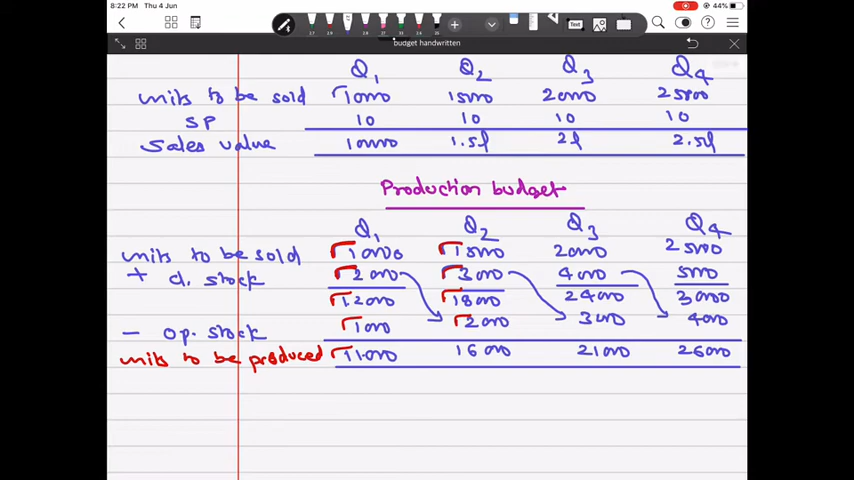 8:22 PM Thu 4 Jun 44%
Text
budget handwritten
Q1 Q2 Q3 Q4
units to be sold 10000 15000 20000 25000
SP 10 10 10 10
Sales value 100000 1.5l 2l 2.5l
Production budget
Q1 Q2 Q3 Q4
units to be sold 10000 15000 20000 25000
+ cl. stock 2000 3000 4000 5000
12000 18000 24000 30000
- op. stock 1000 2000 3000 4000
units to be produced 11000 16000 21000 26000